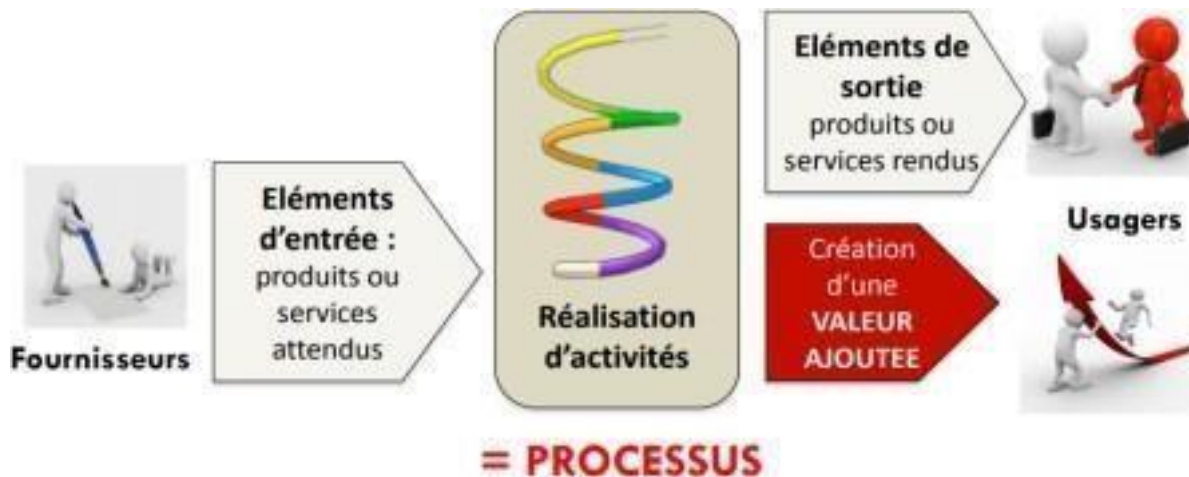 Fournisseurs
Eléments
d'entrée :
produits ou
services
attendus
Réalisation
d'activités
Eléments de
sortie
produits ou
services rendus
Usagers
Création
d'une
VALEUR
AJOUTEE
= PROCESSUS